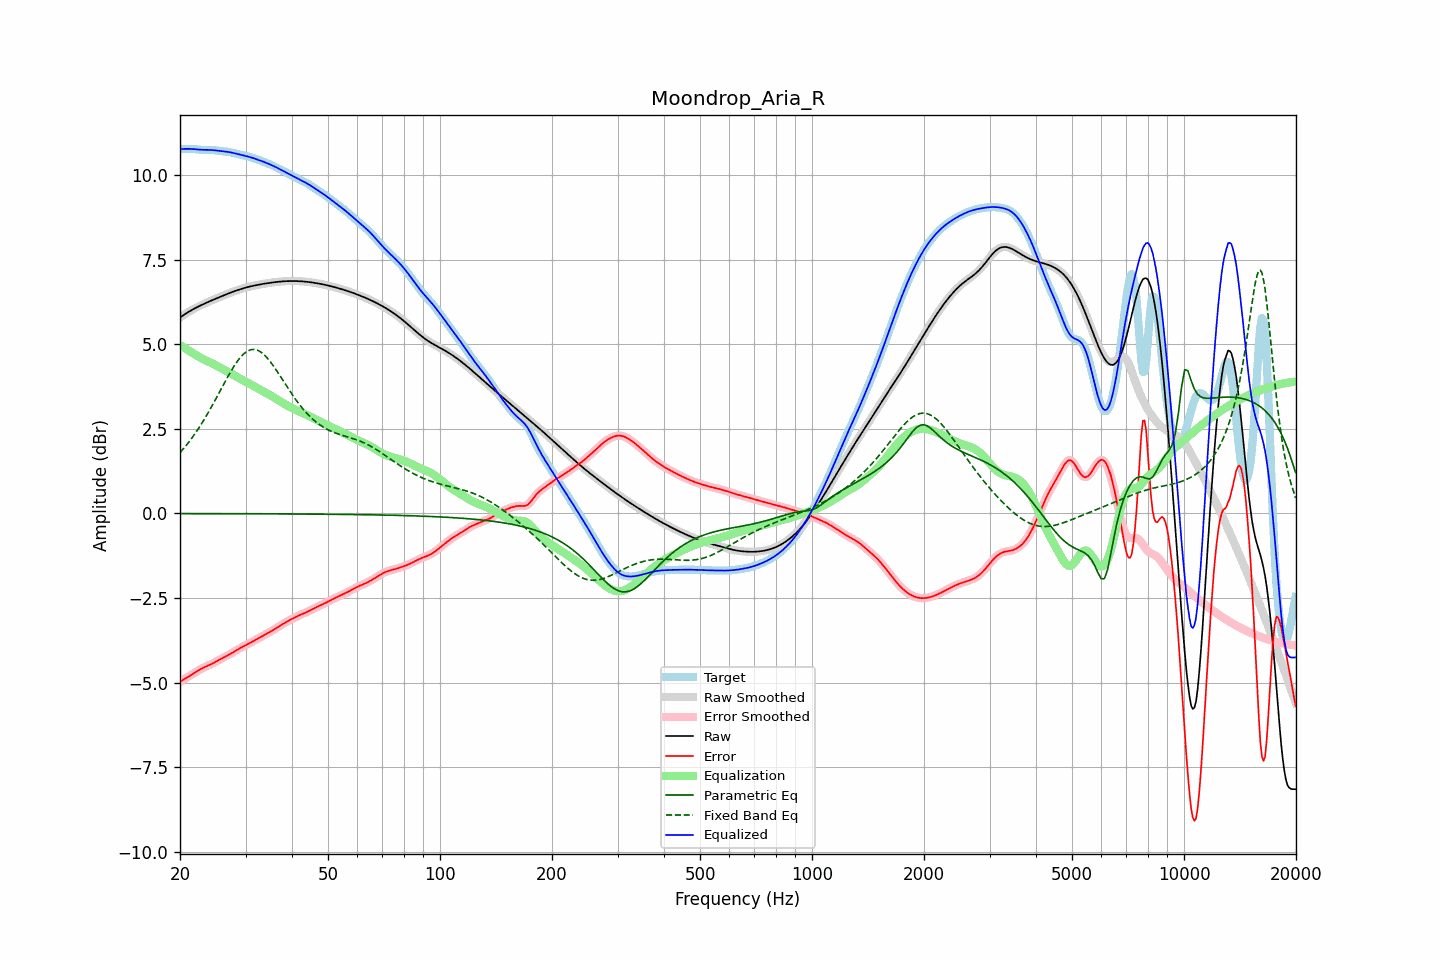 Moondrop_Aria_R
Amplitude (dBr)
10.0
7.5
5.0
2.5
0.0
−2.5
−5.0
−7.5
−10.0
Target
Raw Smoothed
Error Smoothed
Raw
Error
Equalization
Parametric Eq
Fixed Band Eq
Equalized
20 50 100 200 500 1000 2000 5000 10000 20000
Frequency (Hz)